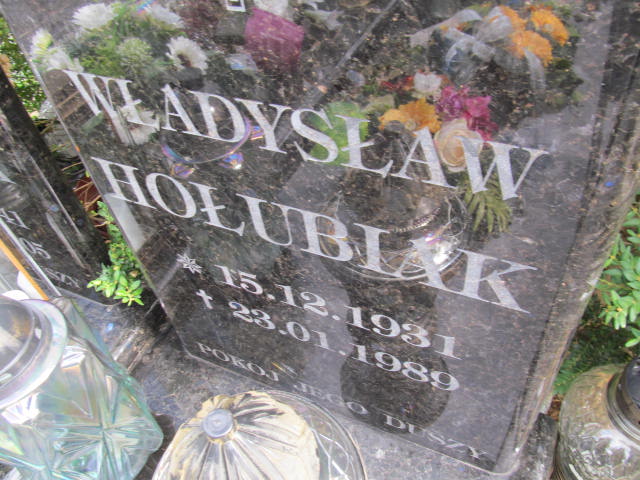 WŁADYSŁAW
HOŁUBIAK
* 15.12.1931
† 23.01.1989
POKÓJ JEGO DUSZY